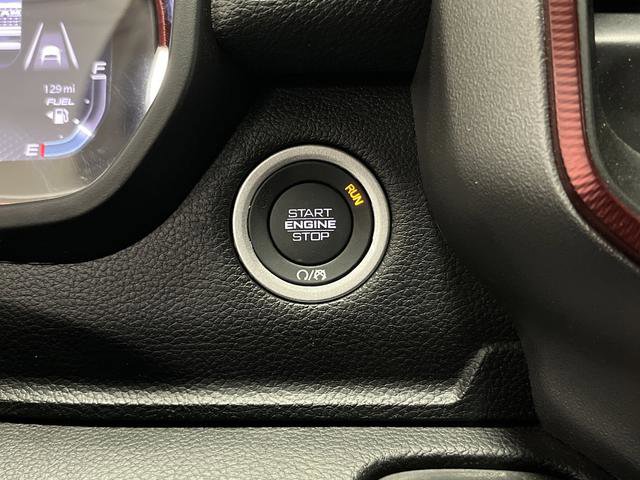 129 mi
F
FUEL
E
RUN
START
ENGINE
STOP